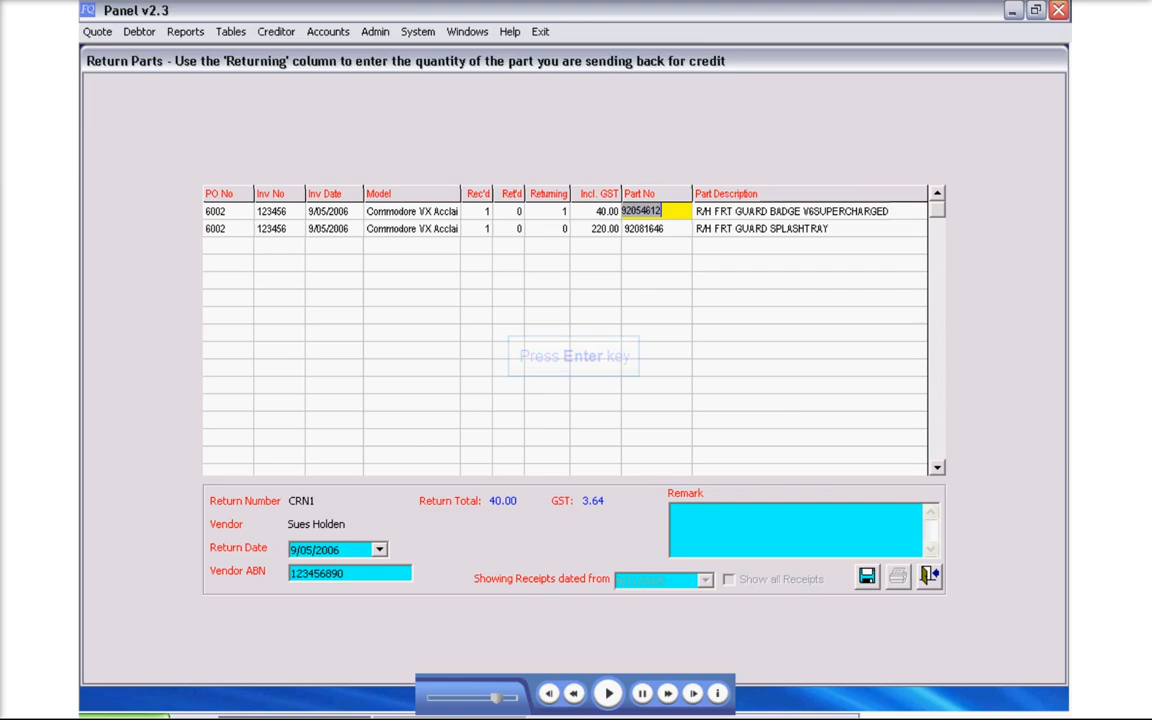 FQ Panel v2.3
Quote Debtor Reports Tables Creditor Accounts Admin System Windows Help Exit
Return Parts - Use the 'Returning' column to enter the quantity of the part you are sending back for credit
PO No Inv No Inv Date Model Rec'd Ret'd Returning Incl. GST Part No Part Description
6002 123456 9/05/2006 Commodore VX Acclai 1 0 1 40.00 92054612 R/H FRT GUARD BADGE V6SUPERCHARGED
6002 123456 9/05/2006 Commodore VX Acclai 1 0 0 220.00 92081646 R/H FRT GUARD SPLASHTRAY
Press Enter key
Return Number CRN1 Return Total: 40.00 GST: 3.64 Remark
Vendor Sues Holden
Return Date 9/05/2006
Vendor ABN 123456890
Showing Receipts dated from Show all Receipts